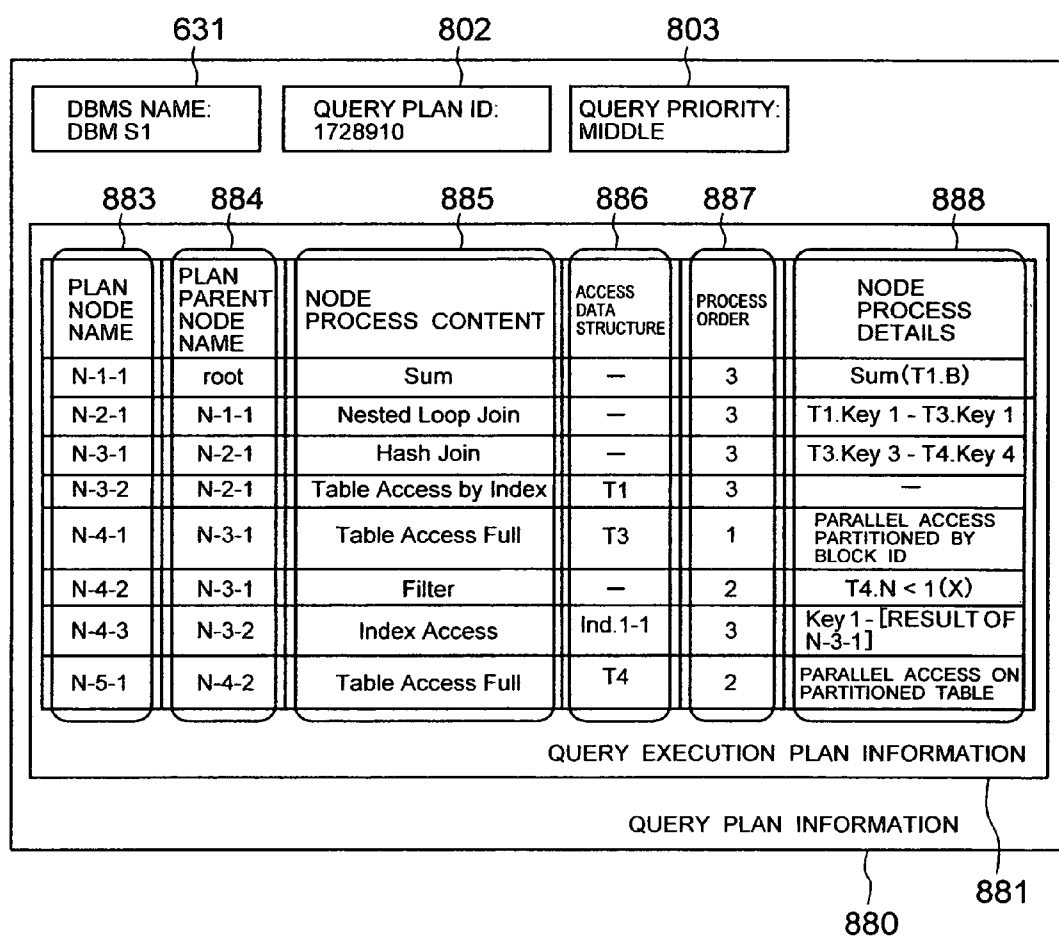 631 802 803
DBMS NAME:
DBM S1
QUERY PLAN ID:
1728910
QUERY PRIORITY:
MIDDLE
883 884 885 886 887 888
PLAN
NODE
NAME
PLAN
PARENT
NODE
NAME
NODE
PROCESS CONTENT
ACCESS
DATA
STRUCTURE
PROCESS
ORDER
NODE
PROCESS
DETAILS
N-1-1 root Sum — 3 Sum(T1.B)
N-2-1 N-1-1 Nested Loop Join — 3 T1.Key 1 - T3.Key 1
N-3-1 N-2-1 Hash Join — 3 T3.Key 3 - T4.Key 4
N-3-2 N-2-1 Table Access by Index T1 3 —
N-4-1 N-3-1 Table Access Full T3 1 PARALLEL ACCESS
PARTITIONED BY
BLOCK ID
N-4-2 N-3-1 Filter — 2 T4.N < 1(X)
N-4-3 N-3-2 Index Access Ind.1-1 3 Key 1 - [RESULT OF
N-3-1]
N-5-1 N-4-2 Table Access Full T4 2 PARALLEL ACCESS ON
PARTITIONED TABLE
QUERY EXECUTION PLAN INFORMATION
QUERY PLAN INFORMATION
881
880